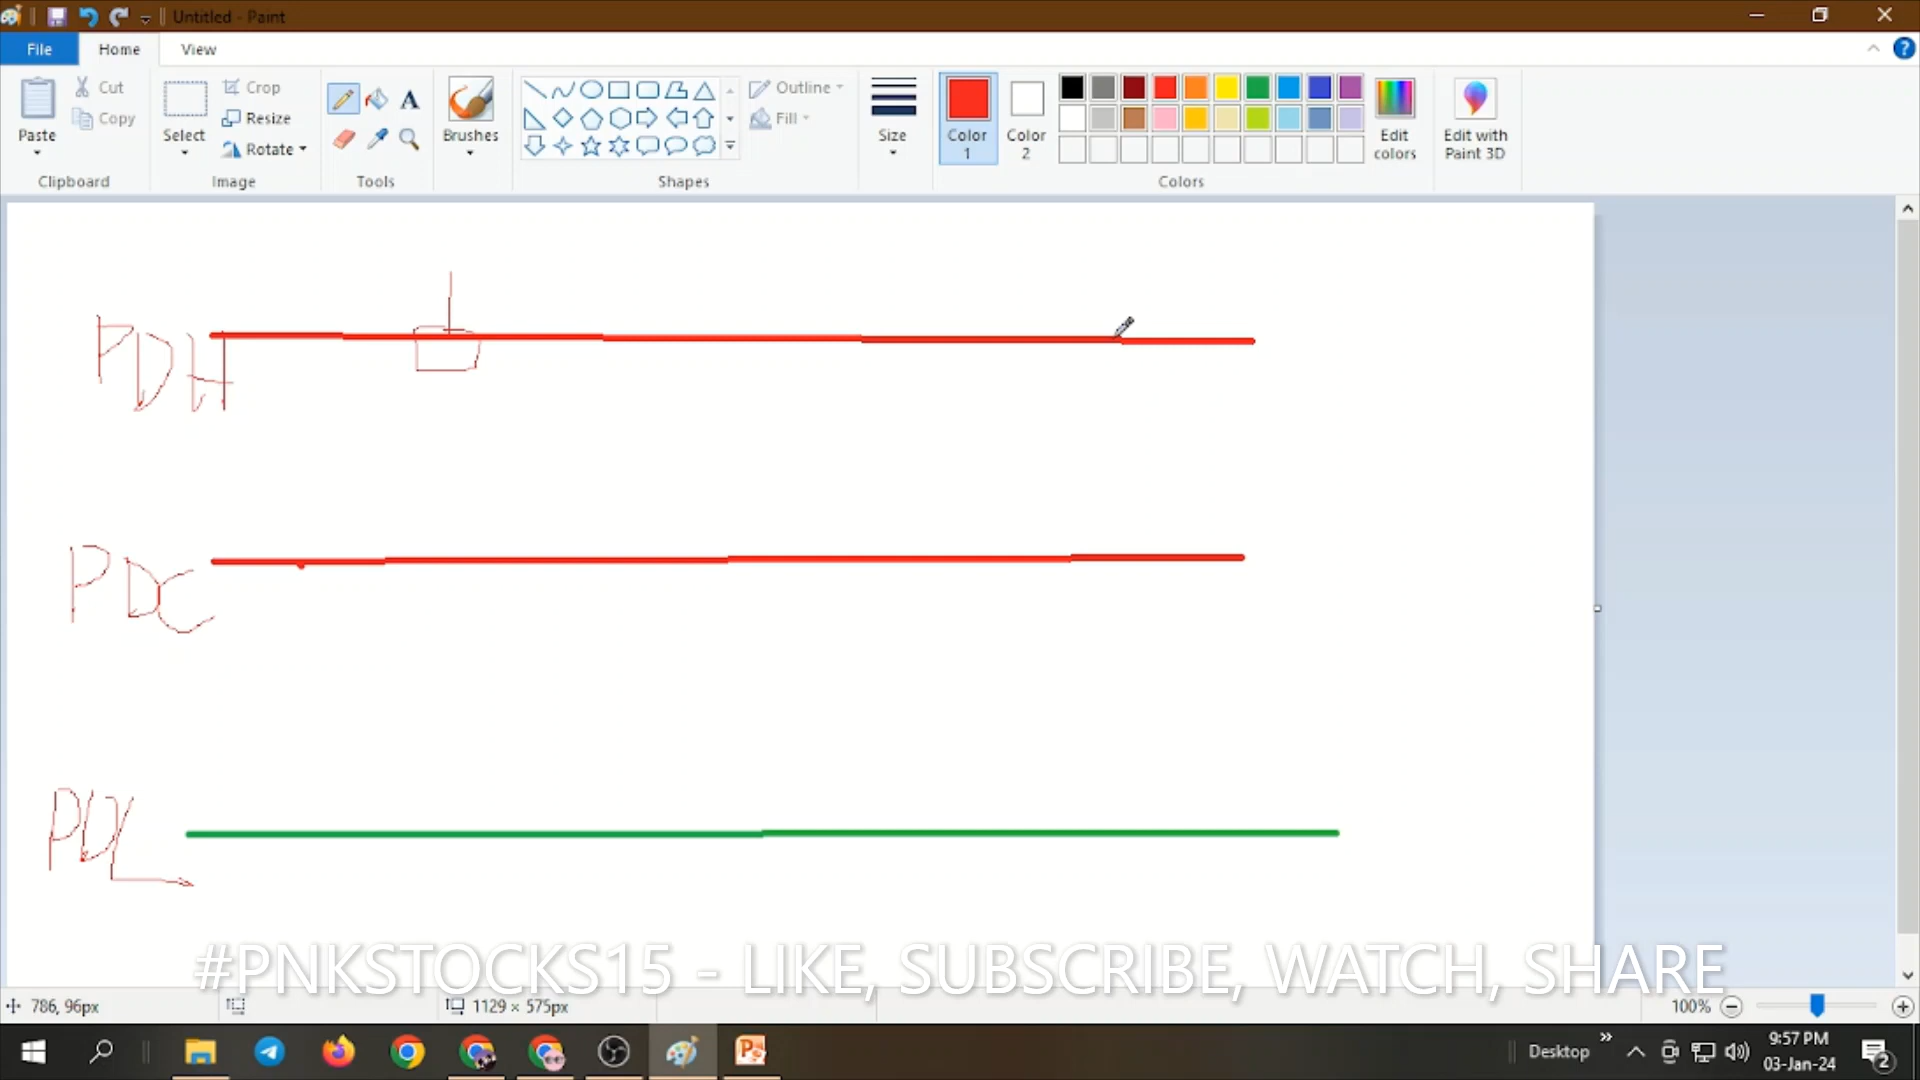 Untitled - Paint
File Home View
Paste
Cut
Copy
Clipboard
Select
Crop
Resize
Rotate
Image
Tools
Brushes
Shapes
Outline
Fill
Size
Color 1
Color 2
Colors
Edit colors
Edit with Paint 3D
PDH
PDC
PDL
#PNKSTOCKS15 - LIKE, SUBSCRIBE, WATCH, SHARE
786, 96px
1129 × 575px
100%
Desktop
9:57 PM
03-Jan-24
2